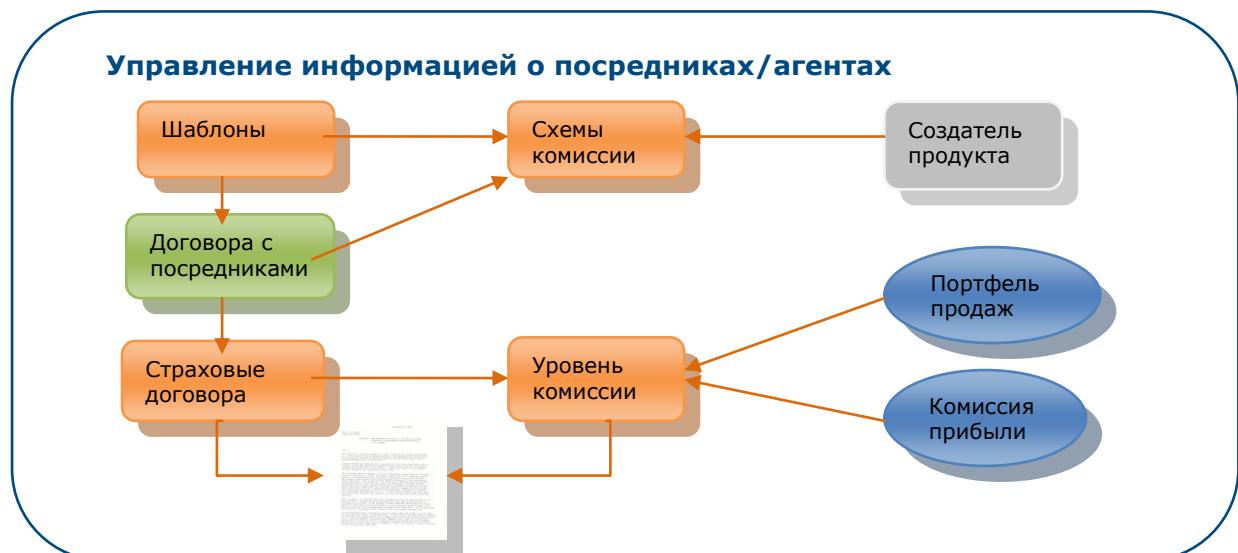 Управление информацией о посредниках/агентах
Шаблоны
Схемы
комиссии
Создатель
продукта
Договора с
посредниками
Портфель
продаж
Страховые
договора
Уровень
комиссии
Комиссия
прибыли